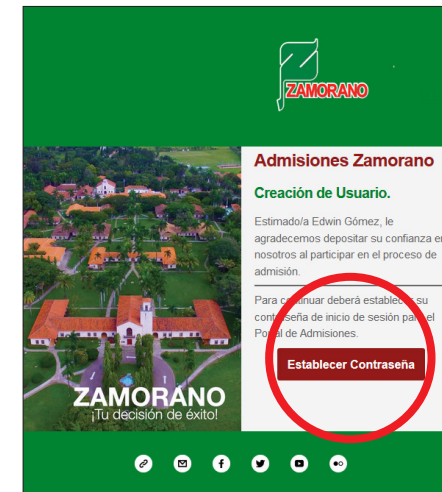 ZAMORANO
Admisiones Zamorano
Creación de Usuario.
Estimado/a Edwin Gómez, le
agradecemos depositar su confianza en
nosotros al participar en el proceso de
admisión.
Para continuar deberá establecer su
contraseña de inicio de sesión para el
Portal de Admisiones.
Establecer Contraseña
ZAMORANO
¡Tu decisión de éxito!